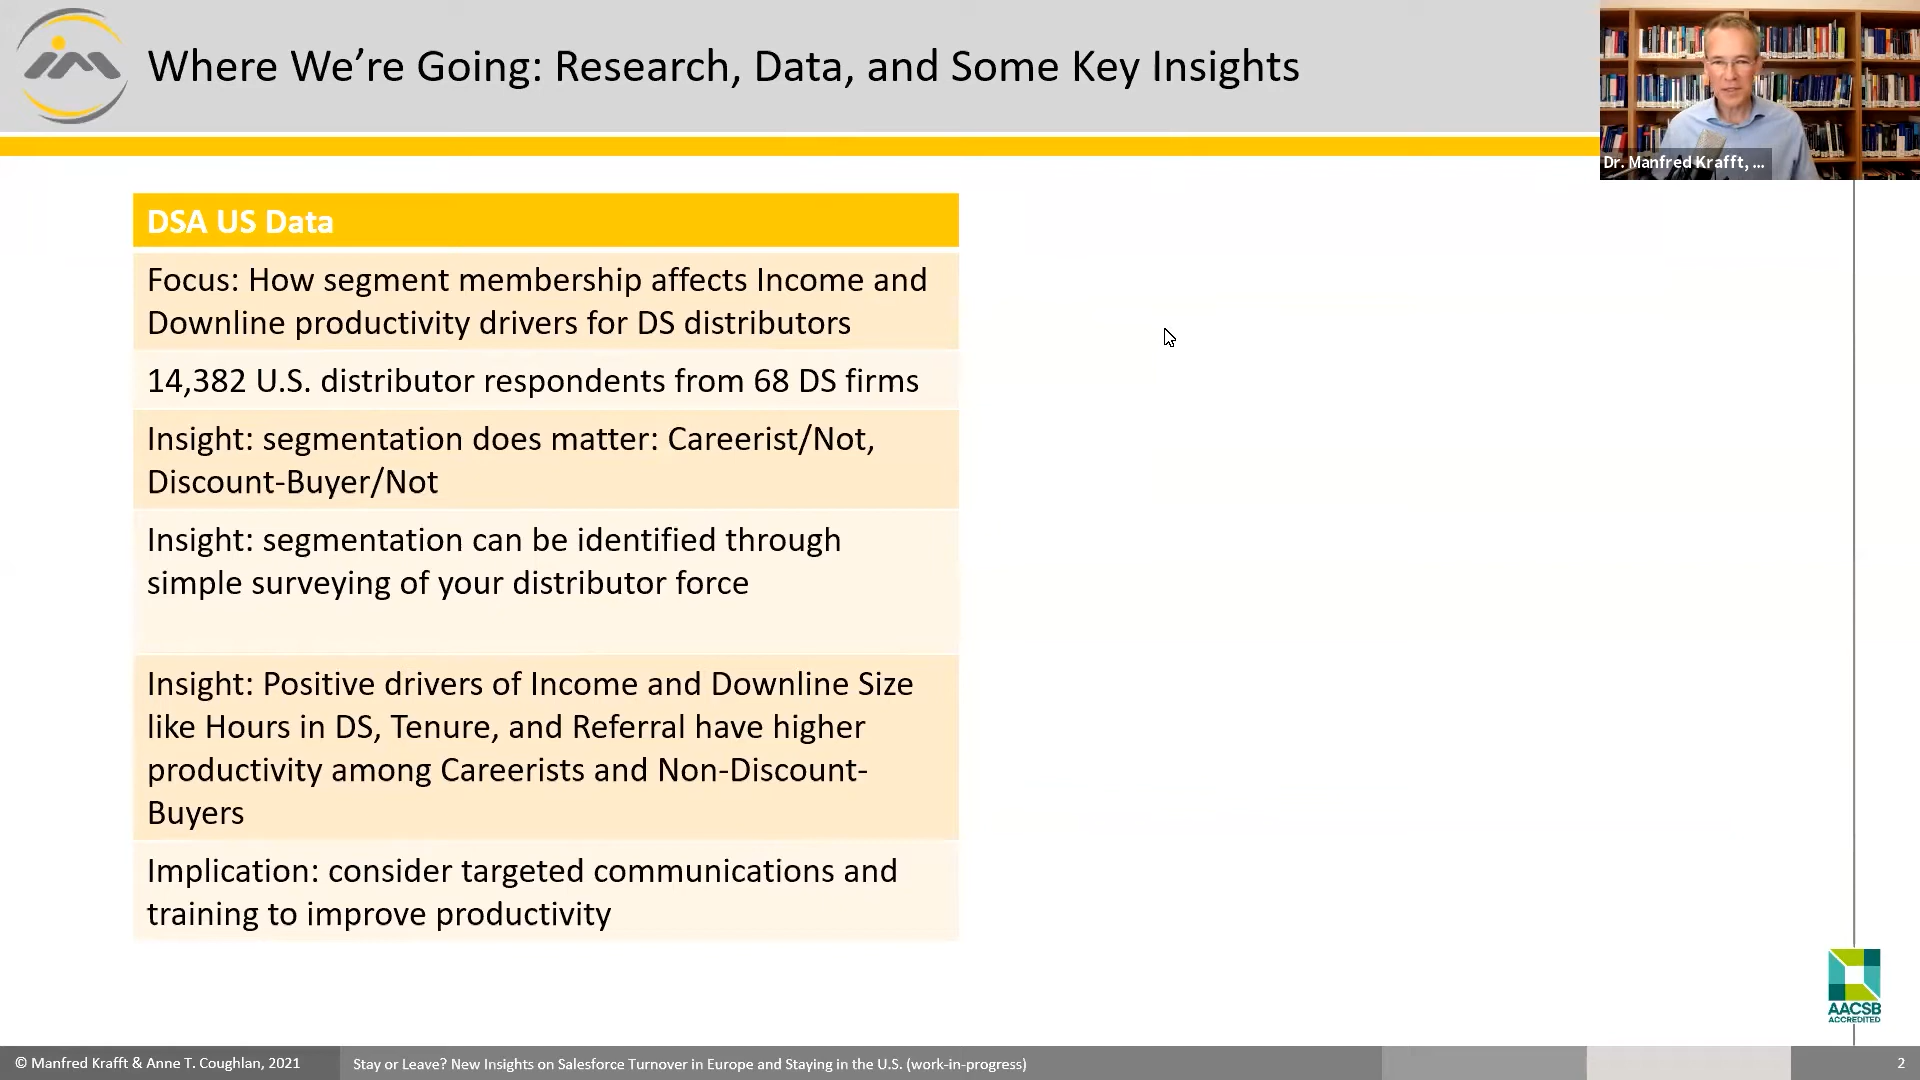 Where We're Going: Research, Data, and Some Key Insights
Dr. Manfred Krafft, ...
DSA US Data
Focus: How segment membership affects Income and
Downline productivity drivers for DS distributors
14,382 U.S. distributor respondents from 68 DS firms
Insight: segmentation does matter: Careerist/Not,
Discount-Buyer/Not
Insight: segmentation can be identified through
simple surveying of your distributor force
Insight: Positive drivers of Income and Downline Size
like Hours in DS, Tenure, and Referral have higher
productivity among Careerists and Non-Discount-
Buyers
Implication: consider targeted communications and
training to improve productivity
AACSB
ACCREDITED
© Manfred Krafft & Anne T. Coughlan, 2021
Stay or Leave? New Insights on Salesforce Turnover in Europe and Staying in the U.S. (work-in-progress)
2